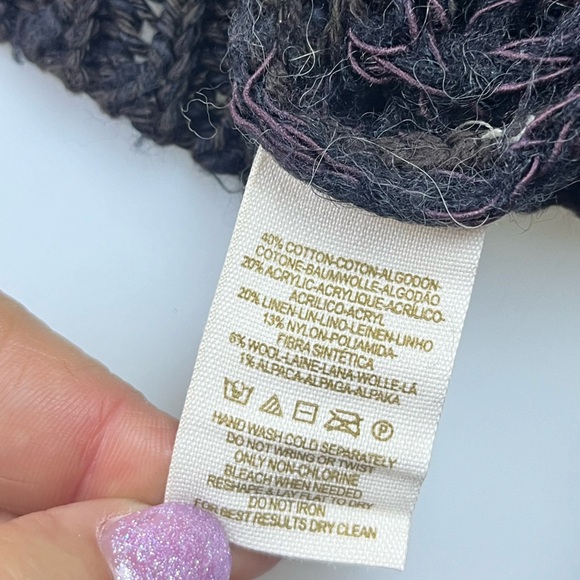 40% COTTON-COTON-ALGODON-
COTONE-BAUMWOLLE-ALGODÃO
20% ACRYLIC-ACRYLIQUE-ACRÍLICO-
ACRILICO-ACRYL
20% LINEN-LIN-LINO-LEINEN-LINHO
13% NYLON-POLIAMIDA-
FIBRA SINTÉTICA
6% WOOL-LAINE-LANA-WOLLE-LÃ
1% ALPACA-ALPAGA-ALPAKA
P
HAND WASH COLD SEPARATELY
DO NOT WRING OR TWIST
ONLY NON-CHLORINE
BLEACH WHEN NEEDED
RESHAPE & LAY FLAT TO DRY
DO NOT IRON
FOR BEST RESULTS DRY CLEAN